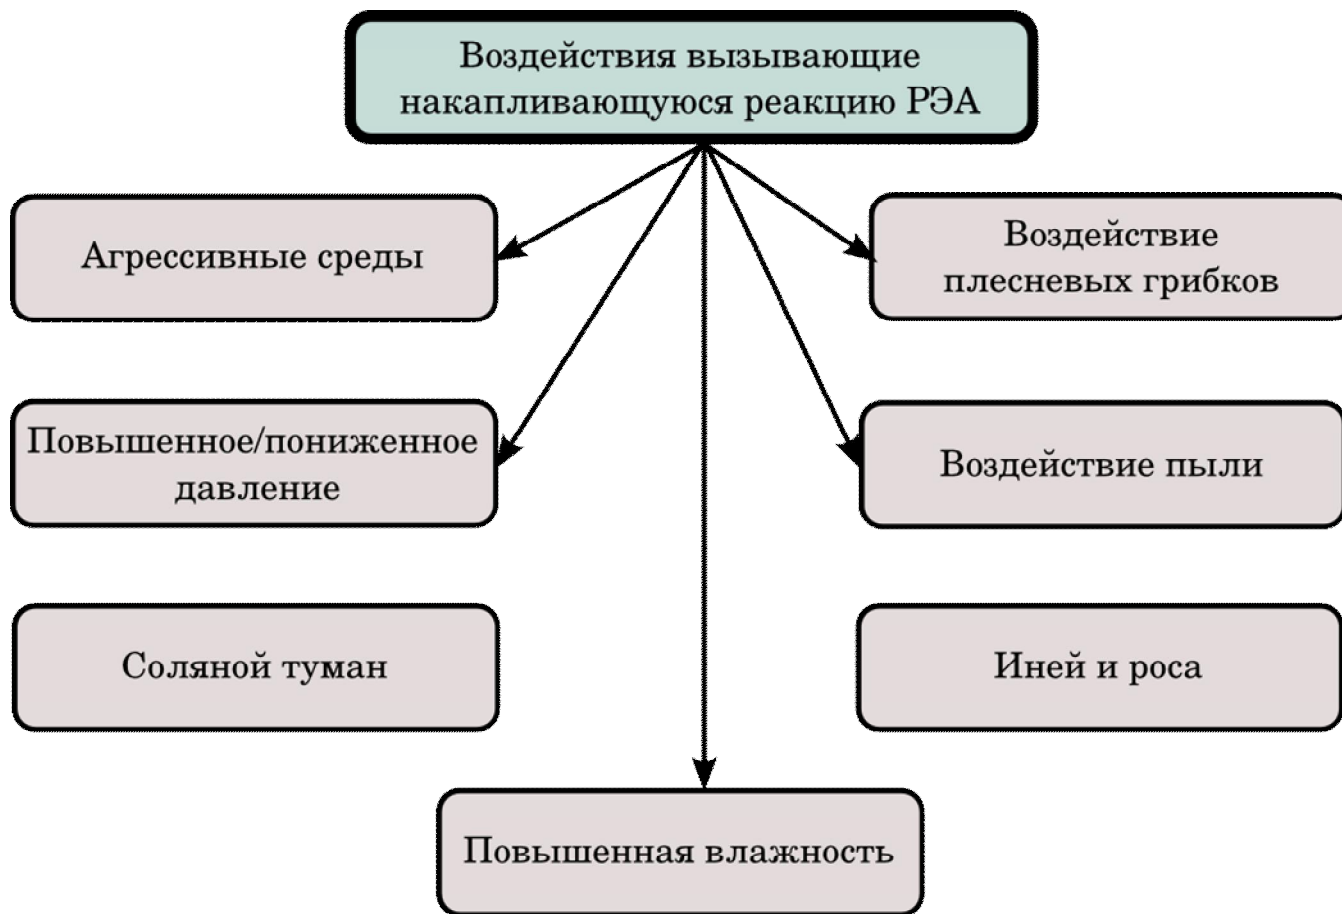 Воздействия вызывающие
накапливающуюся реакцию РЭА
Агрессивные среды
Воздействие
плесневых грибков
Повышенное/пониженное
давление
Воздействие пыли
Соляной туман
Иней и роса
Повышенная влажность